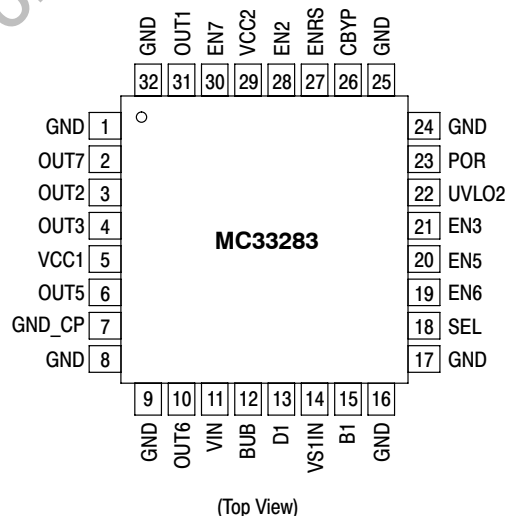 GND
OUT1
EN7
VCC2
EN2
ENRS
CBYP
GND
32 31 30 29 28 27 26 25
GND 1
OUT7 2
OUT2 3
OUT3 4
VCC1 5
OUT5 6
GND_CP 7
GND 8
MC33283
24 GND
23 POR
22 UVLO2
21 EN3
20 EN5
19 EN6
18 SEL
17 GND
9 10 11 12 13 14 15 16
GND
OUT6
VIN
BUB
D1
VS1IN
B1
GND
(Top View)